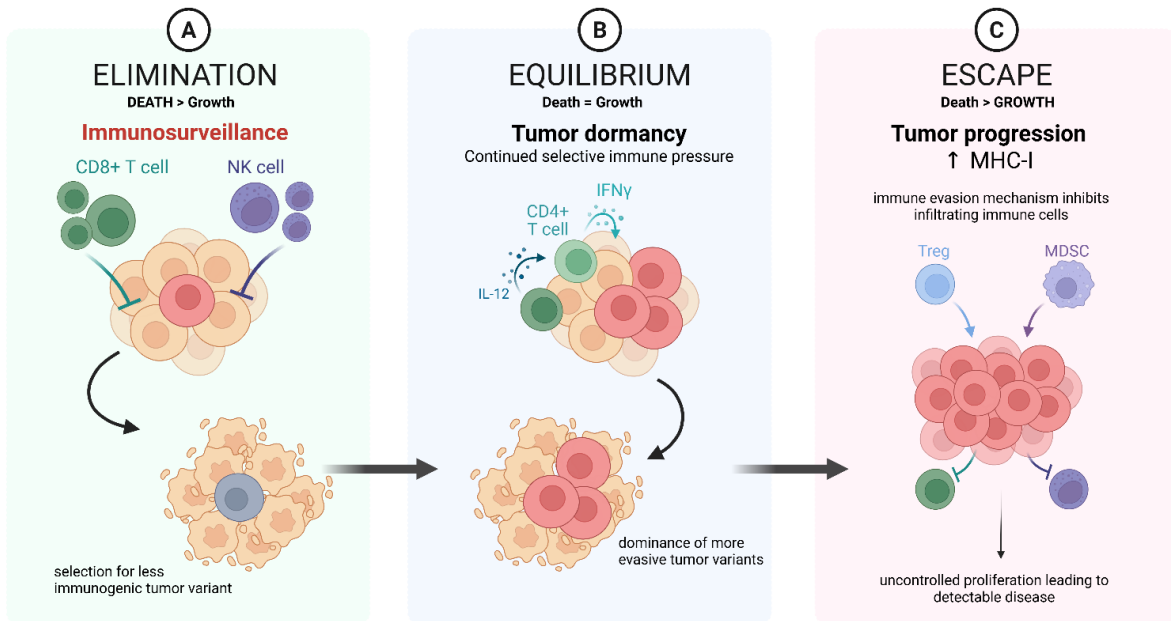 A
ELIMINATION
DEATH > Growth
Immunosurveillance
CD8+ T cell
NK cell
selection for less
immunogenic tumor variant
B
EQUILIBRIUM
Death = Growth
Tumor dormancy
Continued selective immune pressure
IFNγ
CD4+
T cell
IL-12
dominance of more
evasive tumor variants
C
ESCAPE
Death > GROWTH
Tumor progression
↑ MHC-I
immune evasion mechanism inhibits
infiltrating immune cells
Treg
MDSC
uncontrolled proliferation leading to
detectable disease